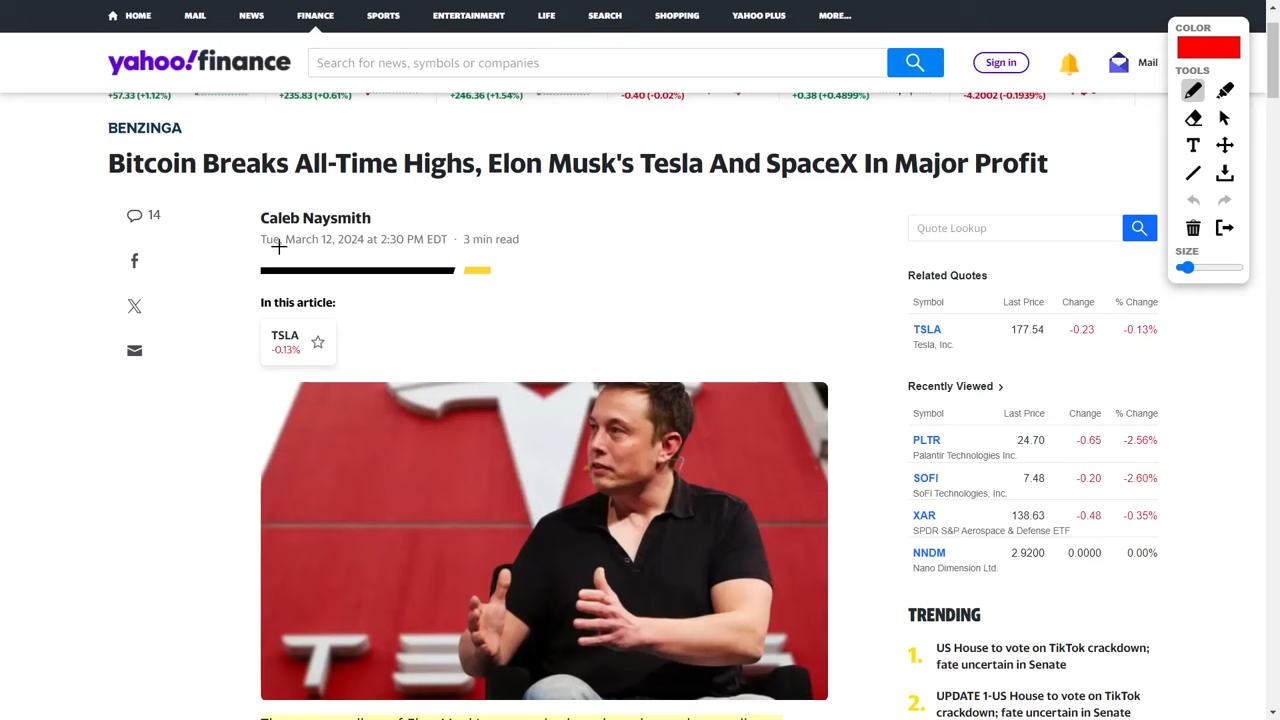 HOME MAIL NEWS FINANCE SPORTS ENTERTAINMENT LIFE SEARCH SHOPPING YAHOO PLUS MORE...
yahoo!finance
Search for news, symbols or companies
Sign in
Mail
+57.33 (+1.12%) +235.83 (+0.61%) +246.36 (+1.54%) -0.40 (-0.02%) +0.38 (+0.4899%) -4.2002 (-0.1939%)
BENZINGA
Bitcoin Breaks All-Time Highs, Elon Musk's Tesla And SpaceX In Major Profit
14
Caleb Naysmith
Tue, March 12, 2024 at 2:30 PM EDT · 3 min read
In this article:
TSLA
-0.13%
TES
Quote Lookup
Related Quotes
Symbol Last Price Change % Change
TSLA 177.54 -0.23 -0.13%
Tesla, Inc.
Recently Viewed
Symbol Last Price Change % Change
PLTR 24.70 -0.65 -2.56%
Palantir Technologies Inc.
SOFI 7.48 -0.20 -2.60%
SoFi Technologies, Inc.
XAR 138.63 -0.48 -0.35%
SPDR S&P Aerospace & Defense ETF
NNDM 2.9200 0.0000 0.00%
Nano Dimension Ltd.
TRENDING
1. US House to vote on TikTok crackdown;
fate uncertain in Senate
2. UPDATE 1-US House to vote on TikTok
crackdown; fate uncertain in Senate
COLOR
TOOLS
T
SIZE